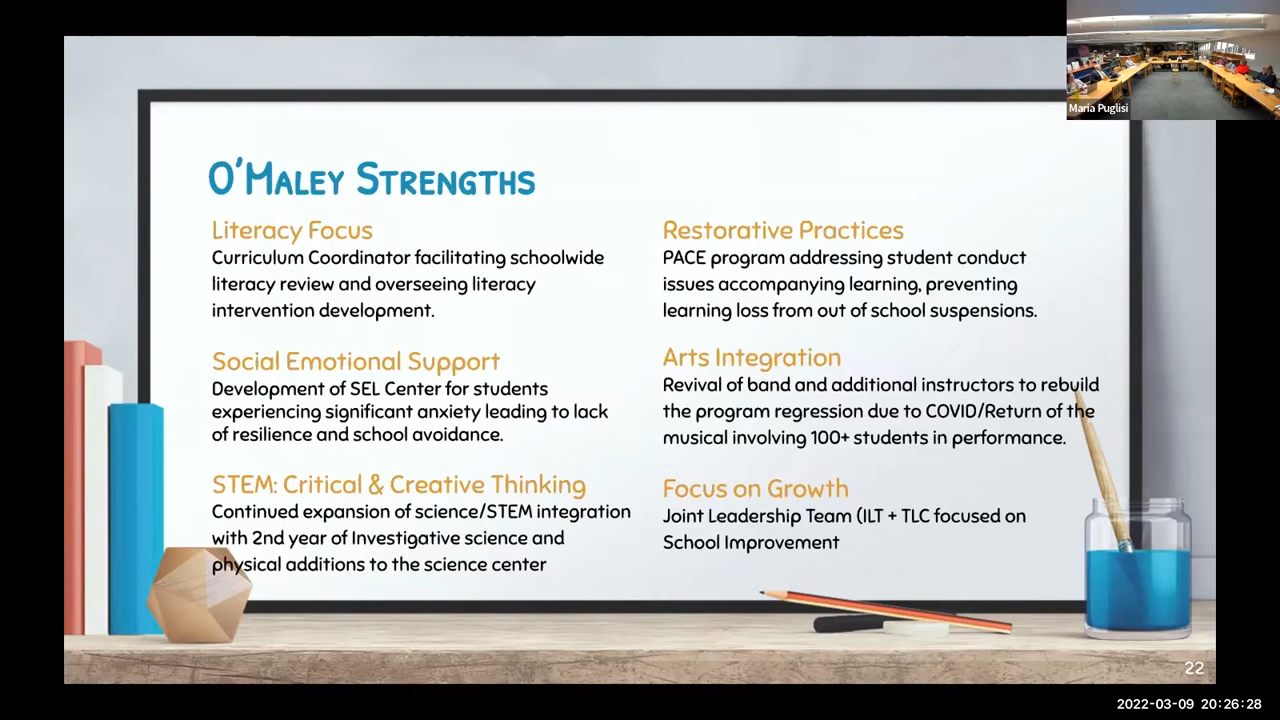 O'Maley Strengths
Literacy Focus
Curriculum Coordinator facilitating schoolwide
literacy review and overseeing literacy
intervention development.
Social Emotional Support
Development of SEL Center for students
experiencing significant anxiety leading to lack
of resilience and school avoidance.
STEM: Critical & Creative Thinking
Continued expansion of science/STEM integration
with 2nd year of Investigative science and
physical additions to the science center
Restorative Practices
PACE program addressing student conduct
issues accompanying learning, preventing
learning loss from out of school suspensions.
Arts Integration
Revival of band and additional instructors to rebuild
the program regression due to COVID/Return of the
musical involving 100+ students in performance.
Focus on Growth
Joint Leadership Team (ILT + TLC focused on
School Improvement
22
Maria Puglisi
2022-03-09 20:26:28